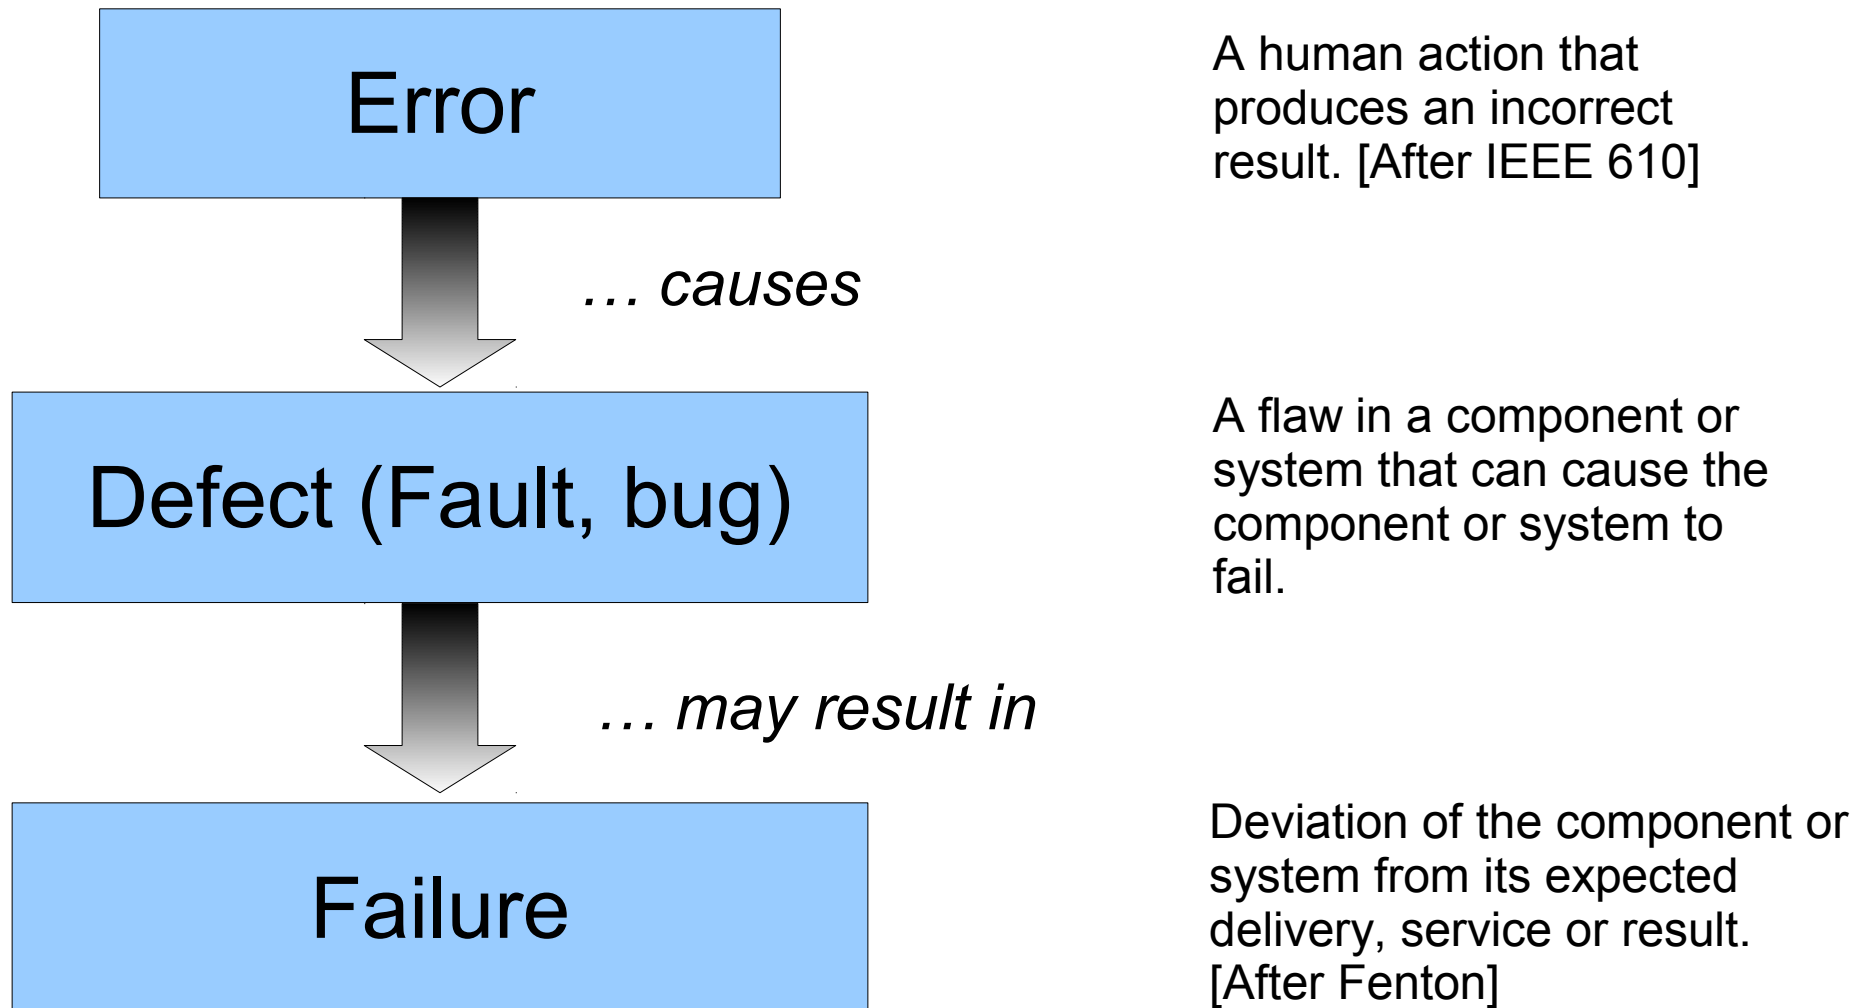 Error
A human action that
produces an incorrect
result. [After IEEE 610]
… causes
Defect (Fault, bug)
A flaw in a component or
system that can cause the
component or system to
fail.
… may result in
Failure
Deviation of the component or
system from its expected
delivery, service or result.
[After Fenton]